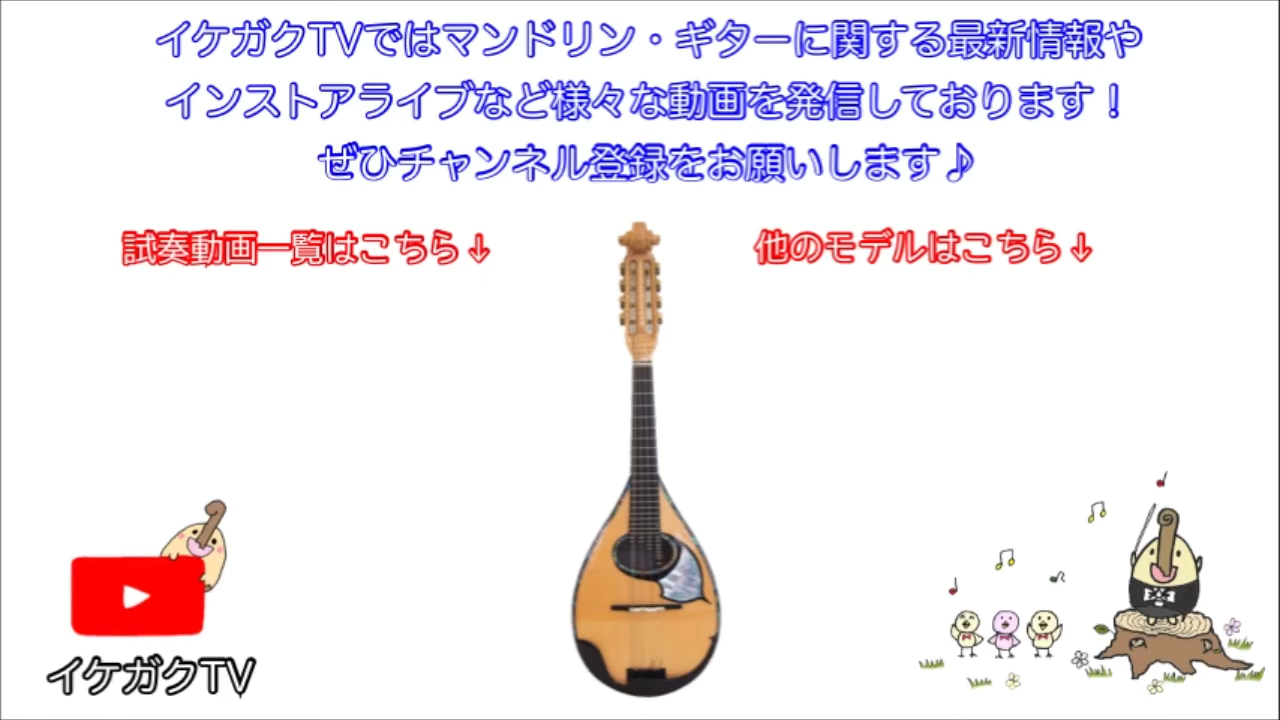 イケガクTVではマンドリン・ギターに関する最新情報や
インストアライブなど様々な動画を発信しております！
ぜひチャンネル登録をお願いします♪
試奏動画一覧はこちら↓
他のモデルはこちら↓
イケガクTV